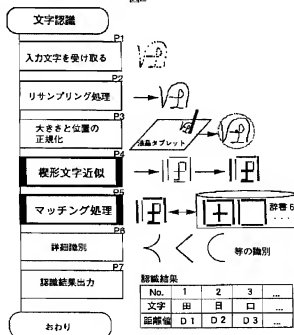 文字認識
P1
入力文字を受け取る
P2
リサンプリング処理
P3
大きさと位置の
正規化
液晶タブレット
P4
楔形文字近似
P5
マッチング処理
辞書 6
P6
詳細識別
等の識別
P7
認識結果出力
おわり
認識結果
No. 1 2 3 ...
文字 田 日 口 ...
距離値 D1 D2 D3 ...